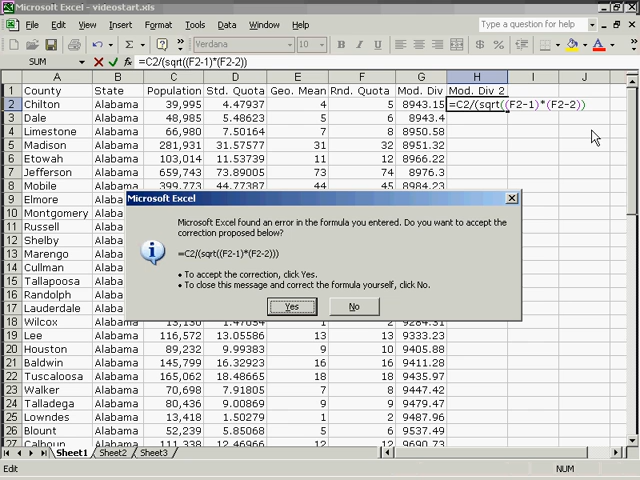 Microsoft Excel - videostart.xls
File Edit View Insert Format Tools Data Window Help Type a question for help
Verdana 10 B I U $ % A
SUM =C2/(sqrt((F2-1)*(F2-2))
A B C D E F G H I J
1 County State Population Std. Quota Geo. Mean Rnd. Quota Mod. Div Mod. Div 2
2 Chilton Alabama 39,995 4.47937 4 5 8943.15 =C2/(sqrt((F2-1)*(F2-2))
3 Dale Alabama 48,985 5.48623 5 6 8943.4
4 Limestone Alabama 66,980 7.50164 7 8 8950.58
5 Madison Alabama 281,931 31.57577 31 32 8951.32
6 Etowah Alabama 103,014 11.53739 11 12 8966.22
7 Jefferson Alabama 659,743 73.89005 73 74 8976.3
8 Mobile Alabama 399,773 44.77387 44 45 8984.23
9 Elmore
10 Montgomery
11 Russell
12 Shelby
13 Marengo
14 Cullman
15 Tallapoosa
16 Randolph
17 Lauderdale
Microsoft Excel
Microsoft Excel found an error in the formula you entered. Do you want to accept the
correction proposed below?
=C2/(sqrt((F2-1)*(F2-2)))
• To accept the correction, click Yes.
• To close this message and correct the formula yourself, click No.
Yes No
18 Wilcox Alabama 13,130 1.47054 1 2 9284.31
19 Lee Alabama 116,572 13.05586 13 13 9333.23
20 Houston Alabama 89,232 9.99383 9 10 9405.88
21 Baldwin Alabama 145,799 16.32923 16 16 9411.28
22 Tuscaloosa Alabama 165,062 18.48665 18 18 9435.97
23 Walker Alabama 70,698 7.91805 7 8 9447.42
24 Talladega Alabama 80,436 9.00869 9 9 9479.47
25 Lowndes Alabama 13,418 1.50279 1 2 9487.96
26 Blount Alabama 52,239 5.85068 5 6 9537.49
27 Calhoun Alabama 111,338 12.46966 12 12 9690.73
Sheet1 Sheet2 Sheet3
Edit NUM